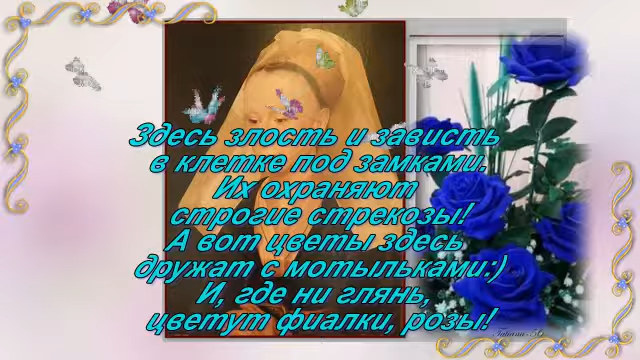 Здесь злость и зависть
в клетке под замками.
Их охраняют
строгие стрекозы!
А вот цветы здесь
дружат с мотыльками:)
И, где ни глянь,
цветут фиалки, розы!